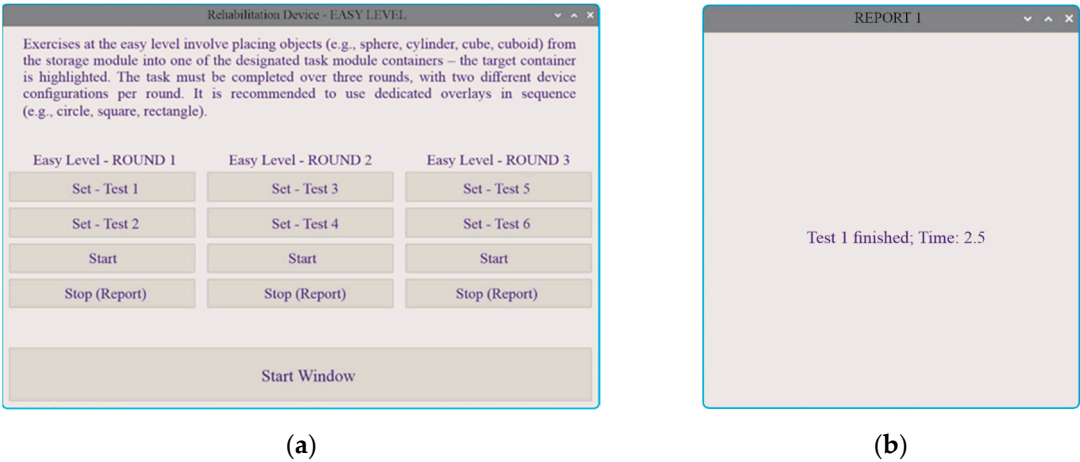 Rehabilitation Device - EASY LEVEL
Exercises at the easy level involve placing objects (e.g., sphere, cylinder, cube, cuboid) from
the storage module into one of the designated task module containers – the target container
is highlighted. The task must be completed over three rounds, with two different device
configurations per round. It is recommended to use dedicated overlays in sequence
(e.g., circle, square, rectangle).
Easy Level - ROUND 1 Easy Level - ROUND 2 Easy Level - ROUND 3
Set - Test 1 Set - Test 3 Set - Test 5
Set - Test 2 Set - Test 4 Set - Test 6
Start Start Start
Stop (Report) Stop (Report) Stop (Report)
Start Window
(a)
REPORT 1
Test 1 finished; Time: 2.5
(b)